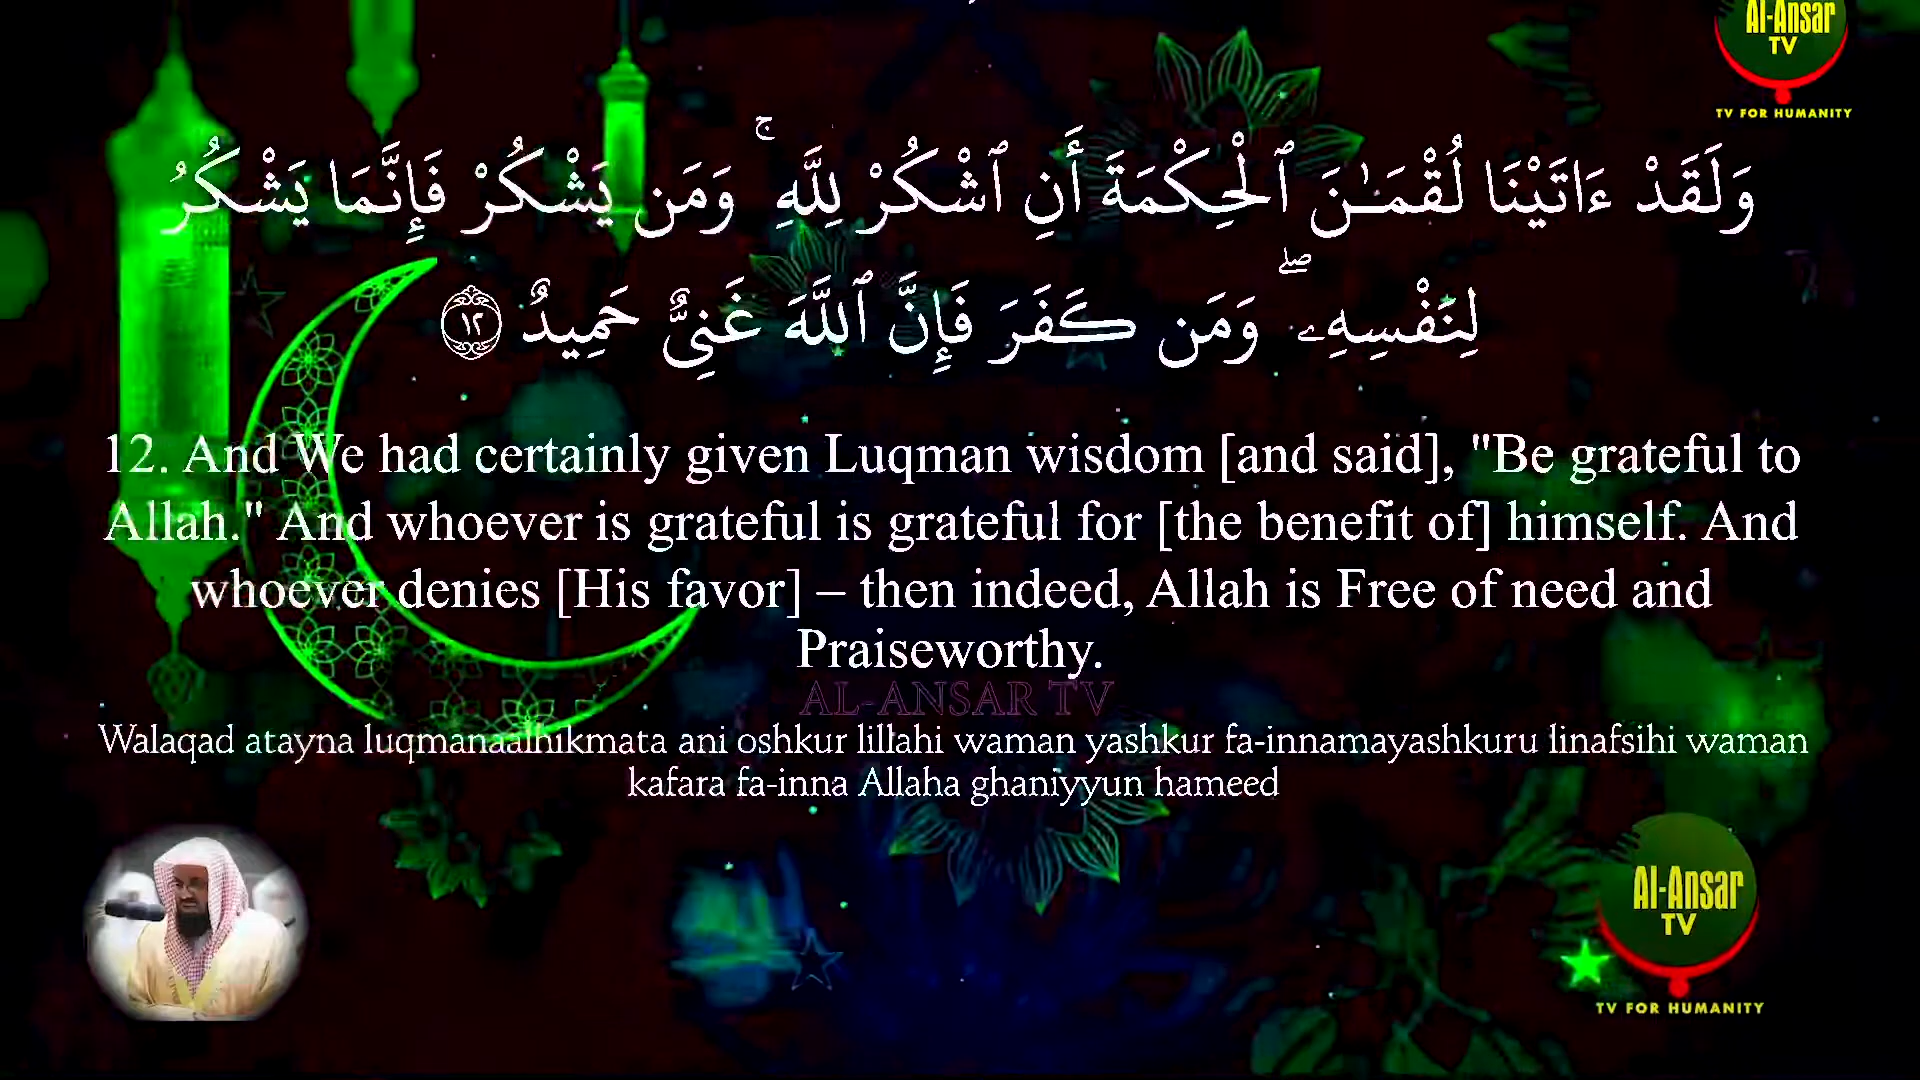 Al-Ansar
TV
TV FOR HUMANITY
وَلَقَدْ ءَاتَيْنَا لُقْمَـٰنَ ٱلْحِكْمَةَ أَنِ ٱشْكُرْ لِلَّهِ ۚ وَمَن يَشْكُرْ فَإِنَّمَا يَشْكُرُ
لِنَفْسِهِۦ ۖ وَمَن كَفَرَ فَإِنَّ ٱللَّهَ غَنِىٌّ حَمِيدٌ ١٢
12. And We had certainly given Luqman wisdom [and said], "Be grateful to
Allah." And whoever is grateful is grateful for [the benefit of] himself. And
whoever denies [His favor] – then indeed, Allah is Free of need and
Praiseworthy.
AL-ANSAR TV
Walaqad atayna luqmanaalhikmata ani oshkur lillahi waman yashkur fa-innamayashkuru linafsihi waman
kafara fa-inna Allaha ghaniyyun hameed
Al-Ansar
TV
TV FOR HUMANITY